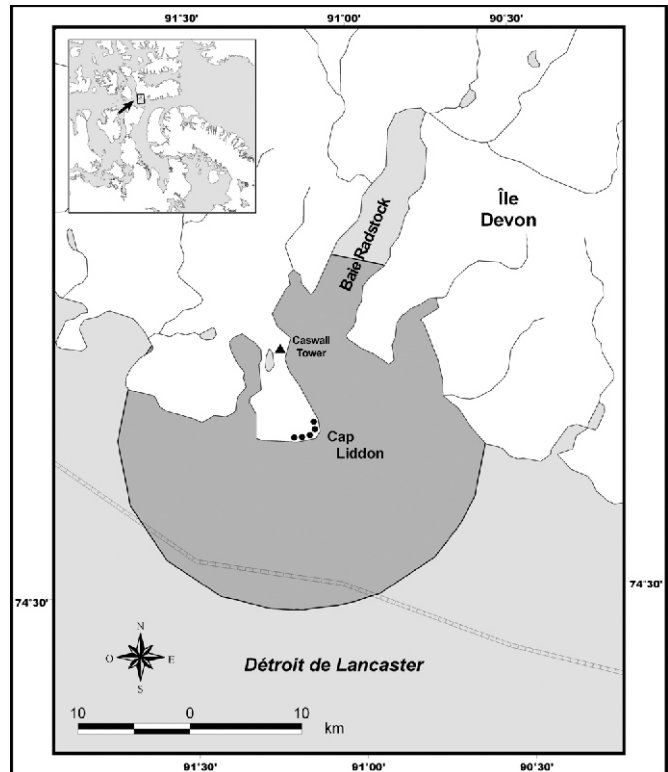 91°30' 91°00' 90°30'
Île
Devon
Baie Radstock
Caswall
Tower
Cap
Liddon
74°30' 74°30'
N
O E
S
Détroit de Lancaster
10 0 10
km
91°30' 91°00' 90°30'